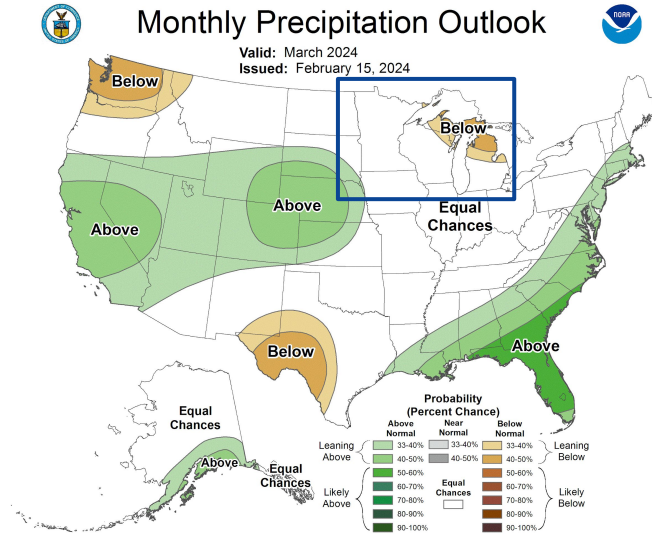 Monthly Precipitation Outlook
NOAA
Valid: March 2024
Issued: February 15, 2024
Below
Below
Above
Above
Equal
Chances
Below
Above
Equal
Chances
Above
Equal
Chances
Probability
(Percent Chance)
Above
Normal
Near
Normal
Below
Normal
Leaning
Above
33-40%
40-50%
33-40%
40-50%
33-40%
40-50%
Leaning
Below
Likely
Above
50-60%
60-70%
70-80%
80-90%
90-100%
Equal
Chances
50-60%
60-70%
70-80%
80-90%
90-100%
Likely
Below